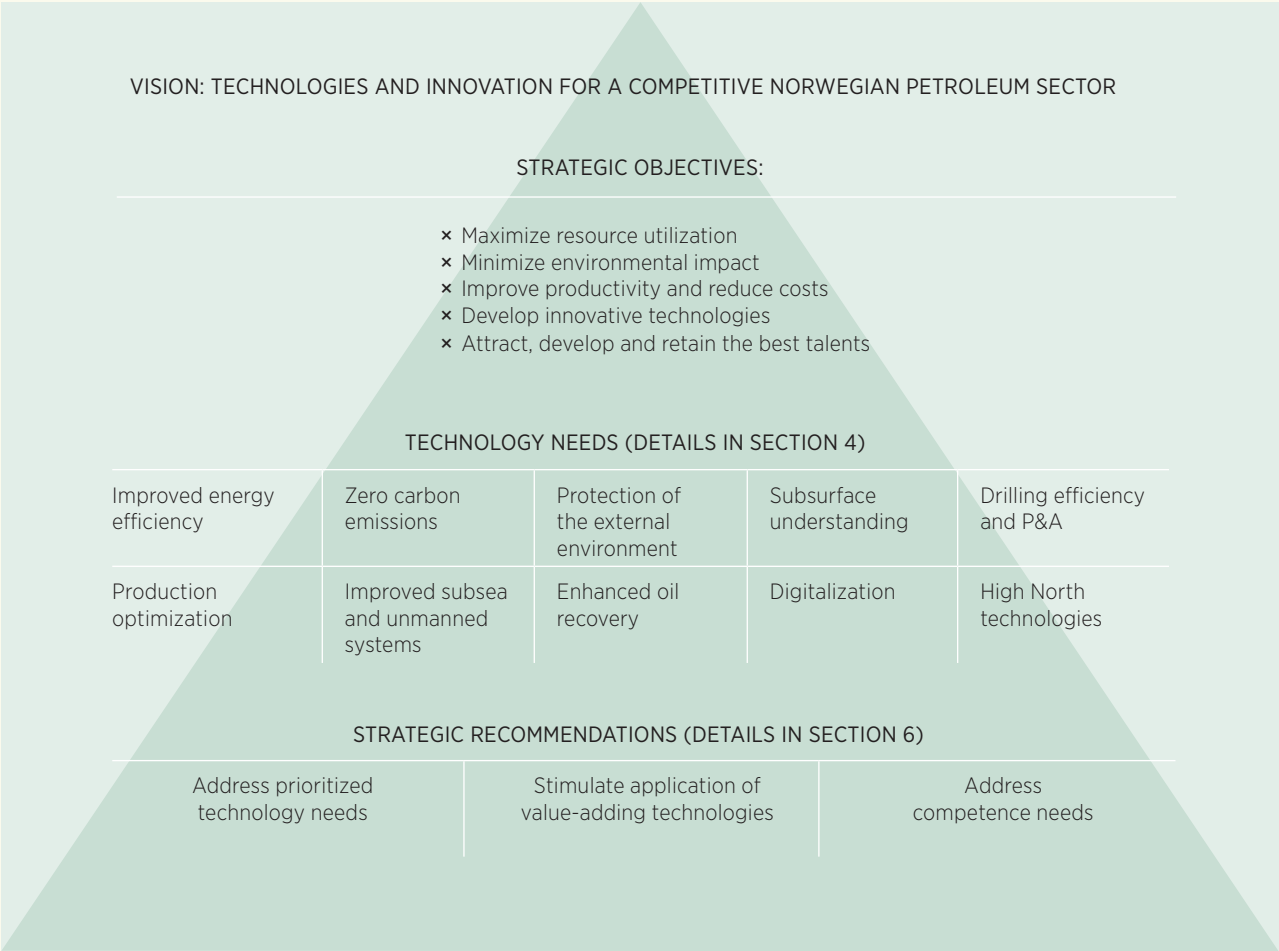 VISION: TECHNOLOGIES AND INNOVATION FOR A COMPETITIVE NORWEGIAN PETROLEUM SECTOR
STRATEGIC OBJECTIVES:
× Maximize resource utilization
× Minimize environmental impact
× Improve productivity and reduce costs
× Develop innovative technologies
× Attract, develop and retain the best talents
TECHNOLOGY NEEDS (DETAILS IN SECTION 4)
Improved energy
efficiency
Zero carbon
emissions
Protection of
the external
environment
Subsurface
understanding
Drilling efficiency
and P&A
Production
optimization
Improved subsea
and unmanned
systems
Enhanced oil
recovery
Digitalization
High North
technologies
STRATEGIC RECOMMENDATIONS (DETAILS IN SECTION 6)
Address prioritized
technology needs
Stimulate application of
value-adding technologies
Address
competence needs